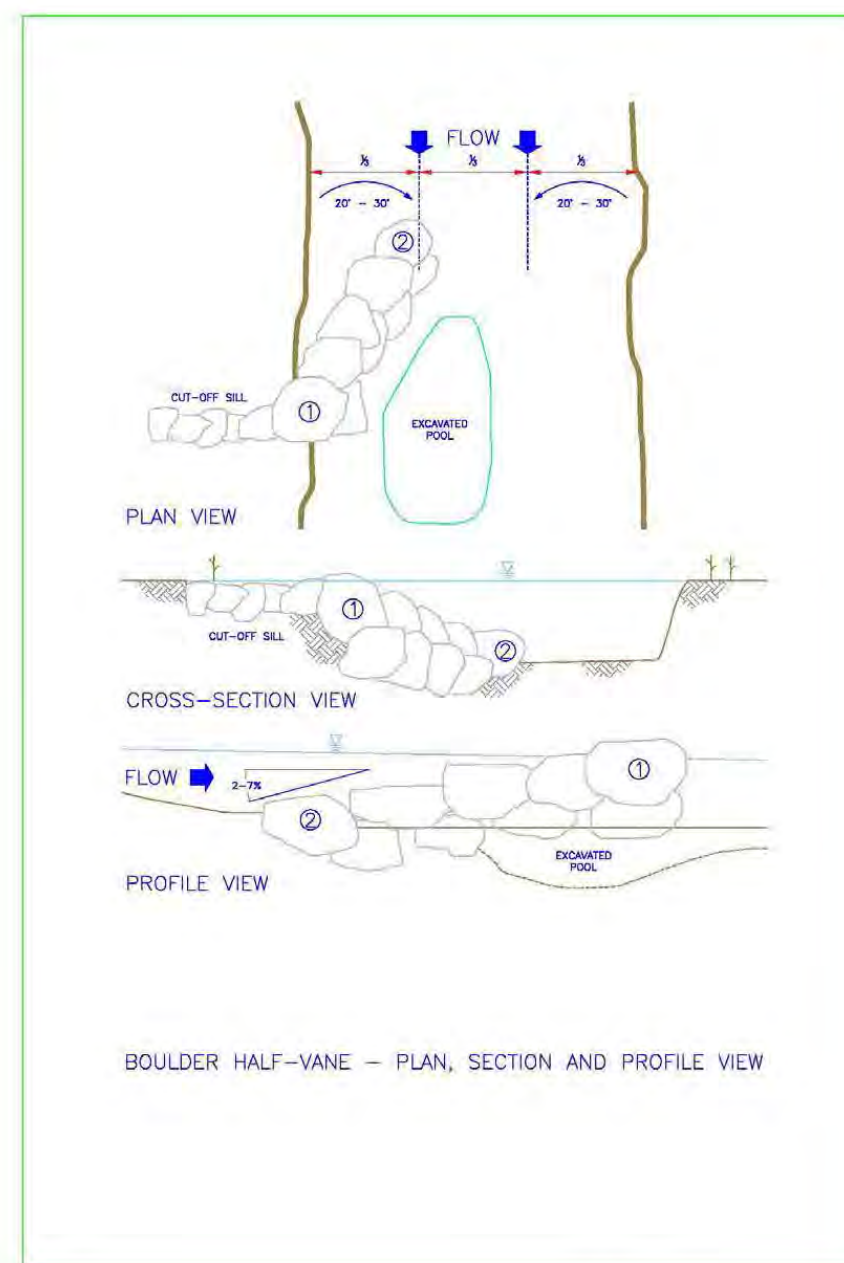 FLOW
⅓ ⅓ ⅓
20° - 30° 20° - 30°
②
CUT-OFF SILL
①
EXCAVATED
POOL
PLAN VIEW
①
CUT-OFF SILL
②
CROSS-SECTION VIEW
FLOW
2-7%
①
②
EXCAVATED
POOL
PROFILE VIEW
BOULDER HALF-VANE - PLAN, SECTION AND PROFILE VIEW